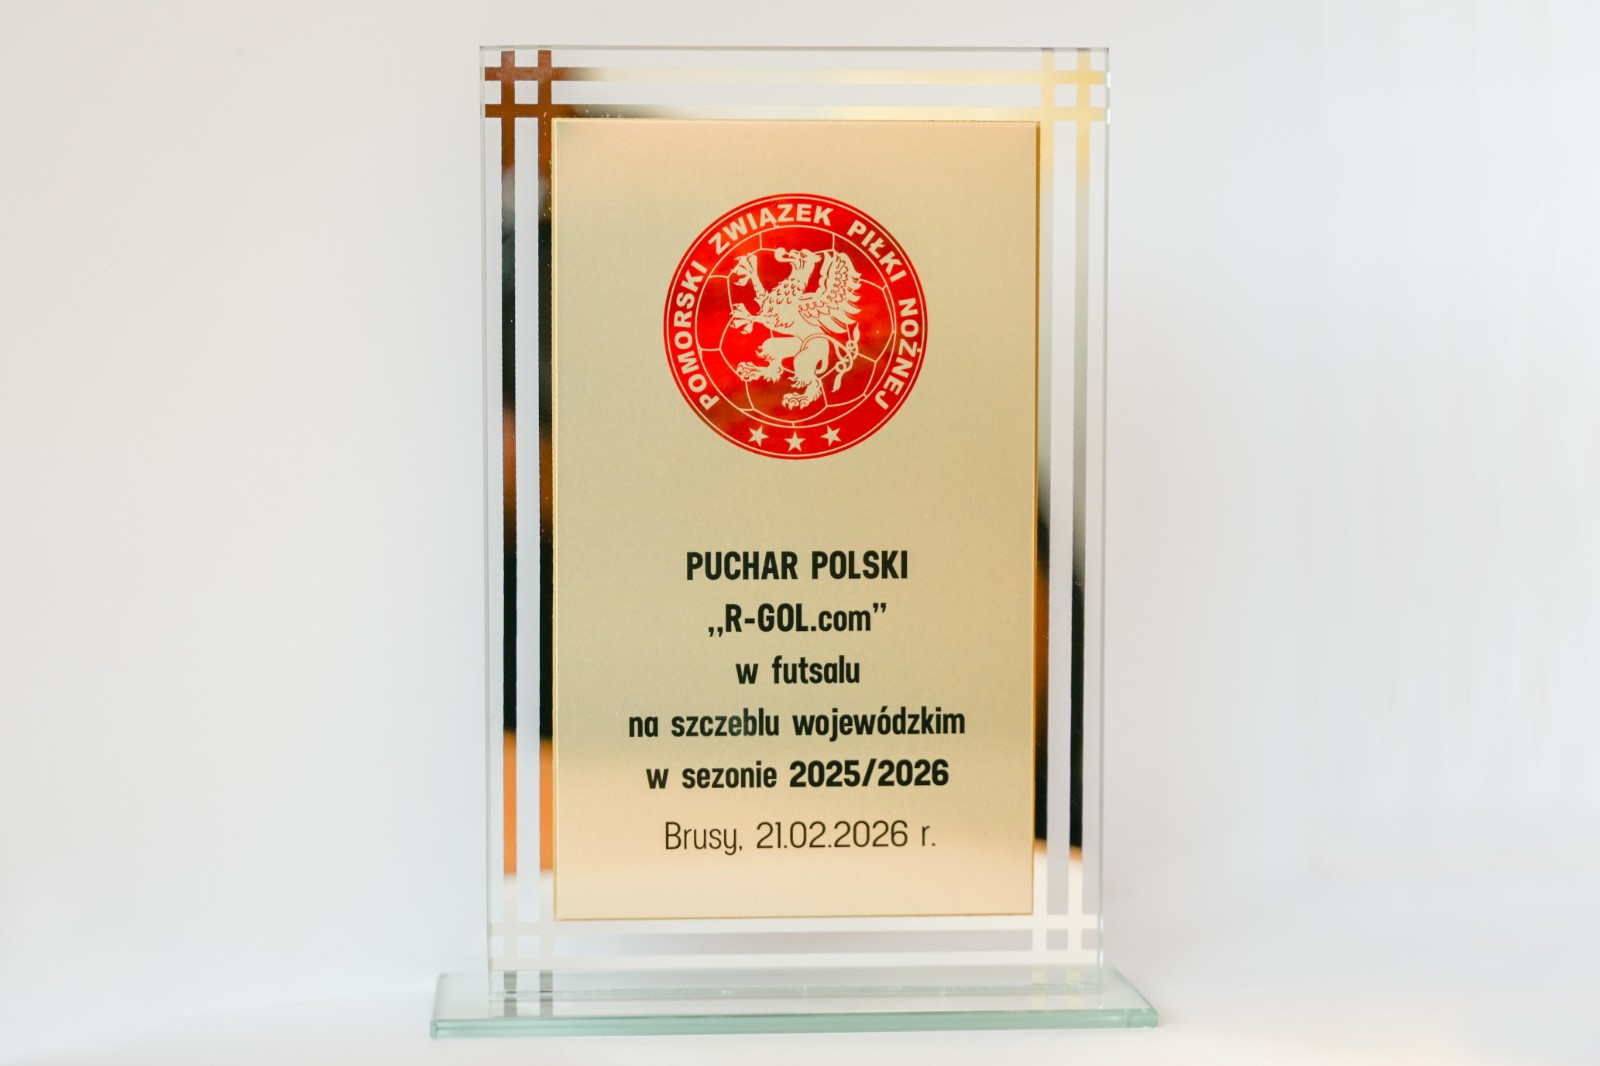 POMORSKI ZWIĄZEK PIŁKI NOŻNEJ
PUCHAR POLSKI
„R-GOL.com”
w futsalu
na szczeblu wojewódzkim
w sezonie 2025/2026
Brusy, 21.02.2026 r.